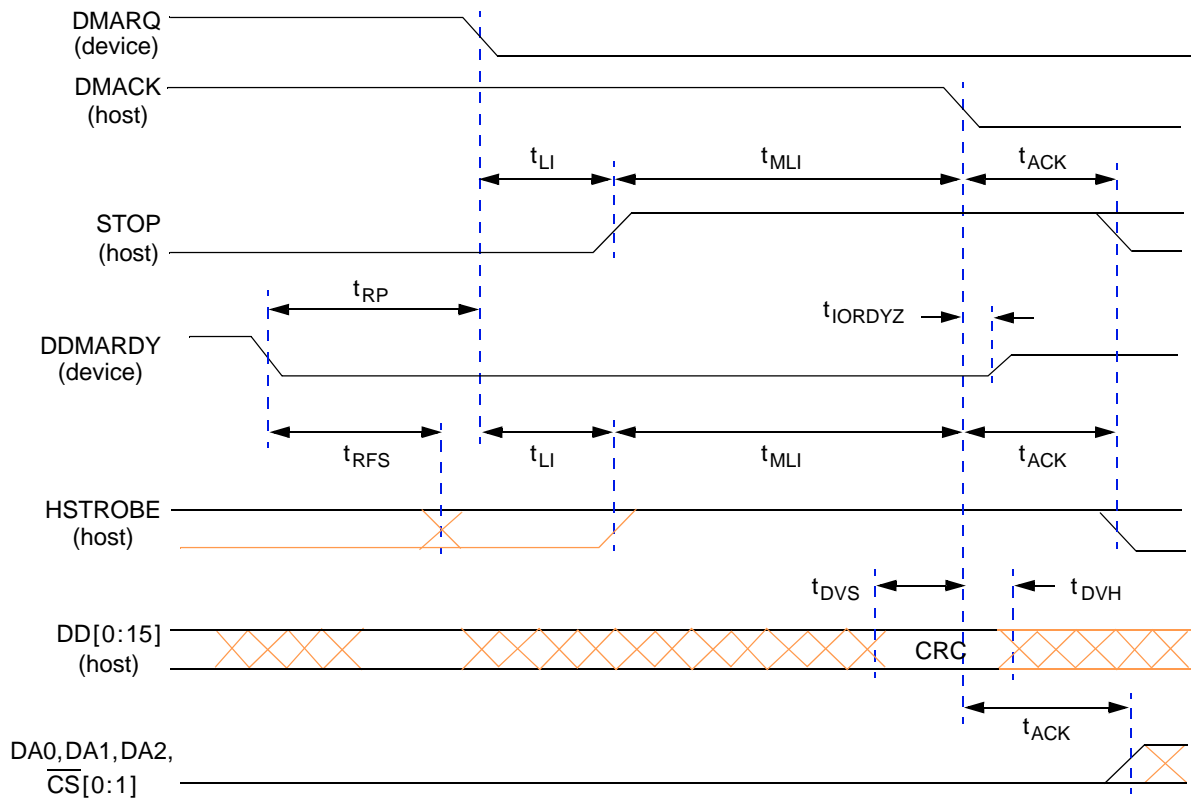 DMARQ
(device)
DMACK
(host)
tLI
tMLI
tACK
STOP
(host)
tRP
tIORDYZ
DDMARDY
(device)
tRFS
tLI
tMLI
tACK
HSTROBE
(host)
tDVS
tDVH
DD[0:15]
(host)
CRC
tACK
DA0,DA1,DA2,
CS[0:1]